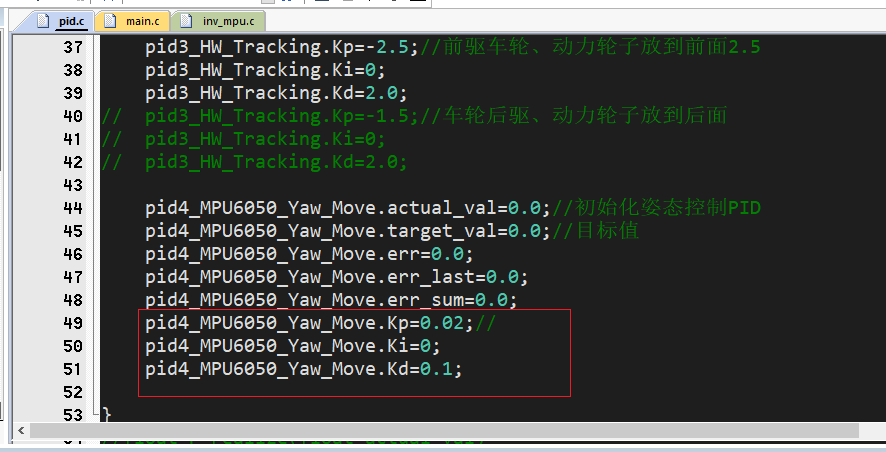 pid.c main.c inv_mpu.c
37 pid3_HW_Tracking.Kp=-2.5;//前驱车轮、动力轮子放到前面2.5
38 pid3_HW_Tracking.Ki=0;
39 pid3_HW_Tracking.Kd=2.0;
40 // pid3_HW_Tracking.Kp=-1.5;//车轮后驱、动力轮子放到后面
41 // pid3_HW_Tracking.Ki=0;
42 // pid3_HW_Tracking.Kd=2.0;
43
44 pid4_MPU6050_Yaw_Move.actual_val=0.0;//初始化姿态控制PID
45 pid4_MPU6050_Yaw_Move.target_val=0.0;//目标值
46 pid4_MPU6050_Yaw_Move.err=0.0;
47 pid4_MPU6050_Yaw_Move.err_last=0.0;
48 pid4_MPU6050_Yaw_Move.err_sum=0.0;
49 pid4_MPU6050_Yaw_Move.Kp=0.02;//
50 pid4_MPU6050_Yaw_Move.Ki=0;
51 pid4_MPU6050_Yaw_Move.Kd=0.1;
52
53 }